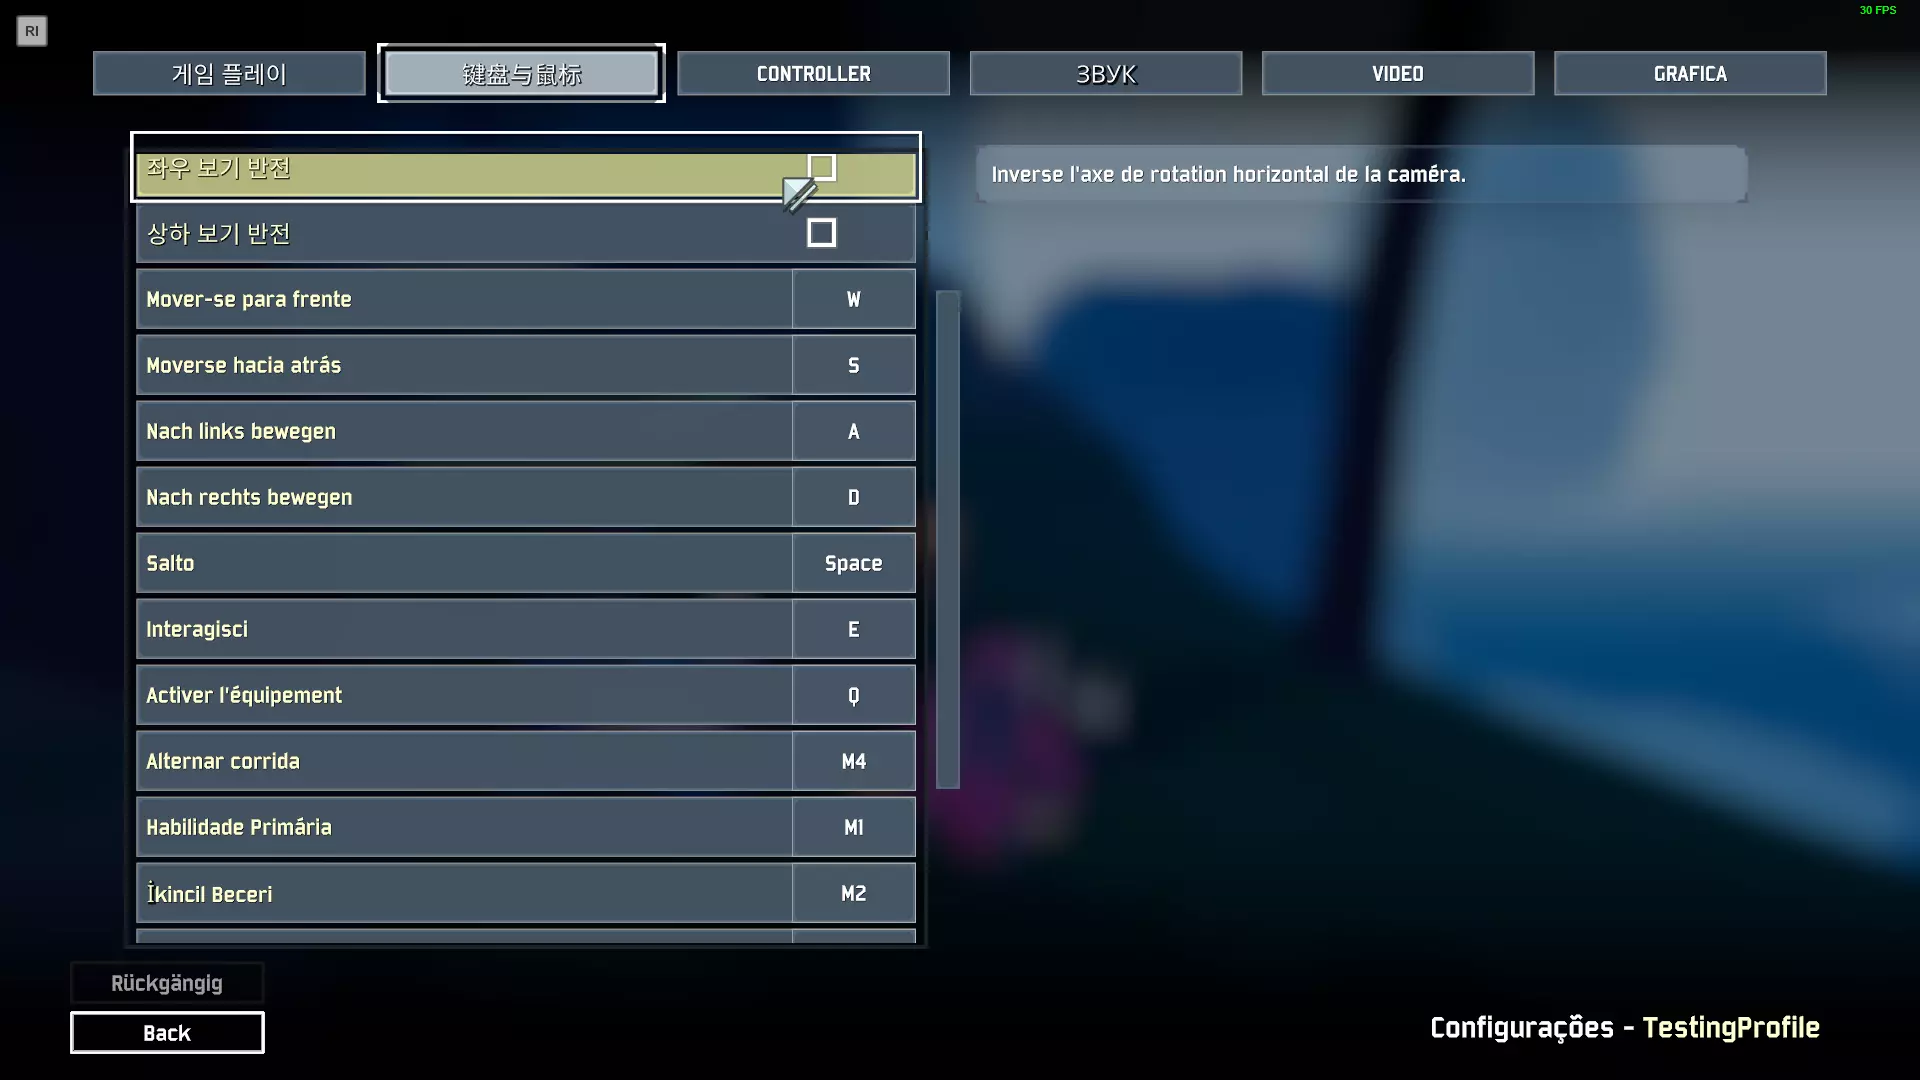 30 FPS
RI
게임 플레이
键盘与鼠标
CONTROLLER
ЗВУК
VIDEO
GRAFICA
좌우 보기 반전
Inverse l'axe de rotation horizontal de la caméra.
상하 보기 반전
Mover-se para frente W
Moverse hacia atrás S
Nach links bewegen A
Nach rechts bewegen D
Salto Space
Interagisci E
Activer l'équipement Q
Alternar corrida M4
Habilidade Primária M1
İkincil Beceri M2
Rückgängig
Back
Configurações - TestingProfile